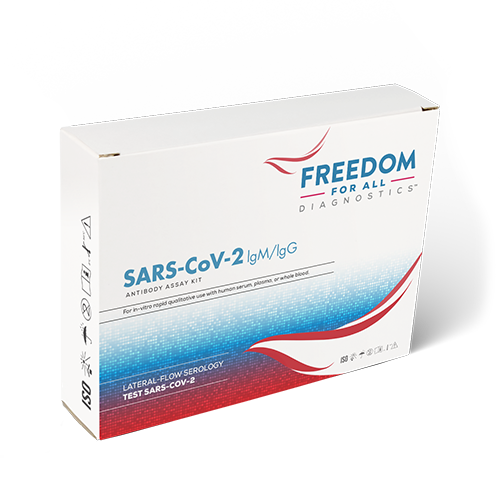 FREEDOM
FOR ALL
DIAGNOSTICS™
SARS-CoV-2 IgM/IgG
ANTIBODY ASSAY KIT
For in-vitro rapid qualitative use with human serum, plasma, or whole blood.
LATERAL-FLOW SEROLOGY
TEST SARS-COV-2
ISO
ISO